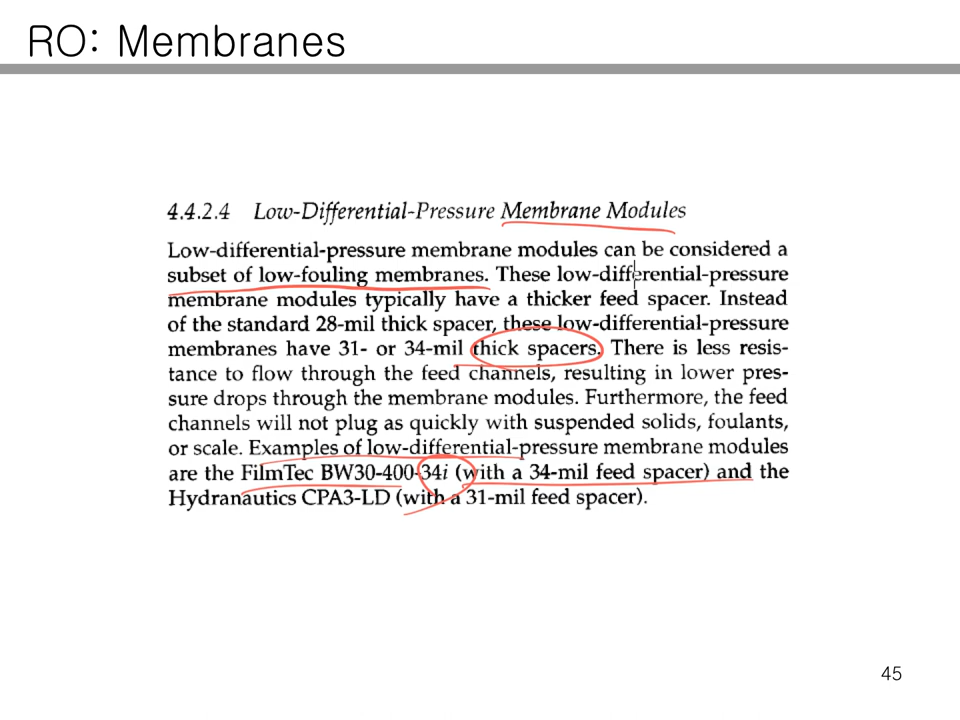 RO: Membranes
4.4.2.4 Low-Differential-Pressure Membrane Modules
Low-differential-pressure membrane modules can be considered a
subset of low-fouling membranes. These low-differential-pressure
membrane modules typically have a thicker feed spacer. Instead
of the standard 28-mil thick spacer, these low-differential-pressure
membranes have 31- or 34-mil thick spacers. There is less resis-
tance to flow through the feed channels, resulting in lower pres-
sure drops through the membrane modules. Furthermore, the feed
channels will not plug as quickly with suspended solids, foulants,
or scale. Examples of low-differential-pressure membrane modules
are the FilmTec BW30-400-34i (with a 34-mil feed spacer) and the
Hydranautics CPA3-LD (with a 31-mil feed spacer).
45